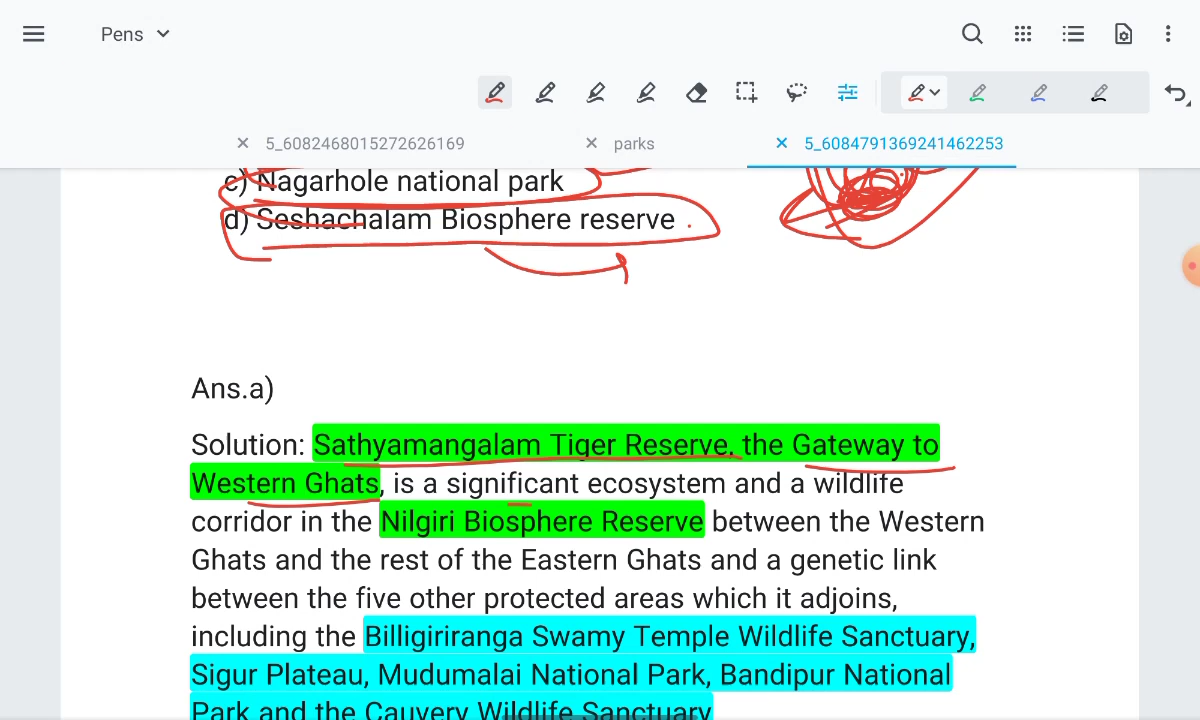 Pens
5_6082468015272626169
parks
5_6084791369241462253
c) Nagarhole national park
d) Seshachalam Biosphere reserve
Ans.a)
Solution: Sathyamangalam Tiger Reserve, the Gateway to
Western Ghats, is a significant ecosystem and a wildlife
corridor in the Nilgiri Biosphere Reserve between the Western
Ghats and the rest of the Eastern Ghats and a genetic link
between the five other protected areas which it adjoins,
including the Billigiriranga Swamy Temple Wildlife Sanctuary,
Sigur Plateau, Mudumalai National Park, Bandipur National
Park and the Cauvery Wildlife Sanctuary